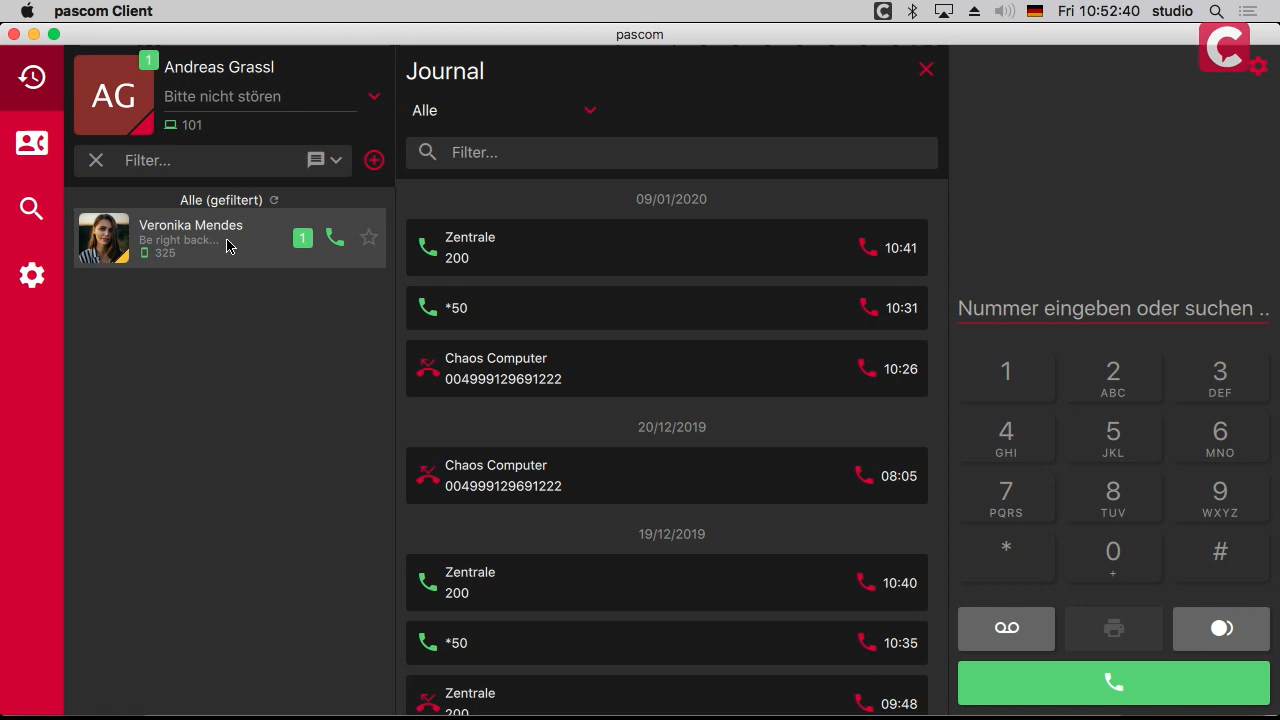 pascom Client
Fri 10:52:40 studio
pascom
AG
1
Andreas Grassl
Bitte nicht stören
101
Filter...
Alle (gefiltert)
Veronika Mendes
Be right back...
325
1
Journal
Alle
Filter...
09/01/2020
Zentrale
200
10:41
*50
10:31
Chaos Computer
004999129691222
10:26
20/12/2019
Chaos Computer
004999129691222
08:05
19/12/2019
Zentrale
200
10:40
*50
10:35
Zentrale
200
09:48
C
Nummer eingeben oder suchen ..
1
2
ABC
3
DEF
4
GHI
5
JKL
6
MNO
7
PQRS
8
TUV
9
WXYZ
*
0
+
#